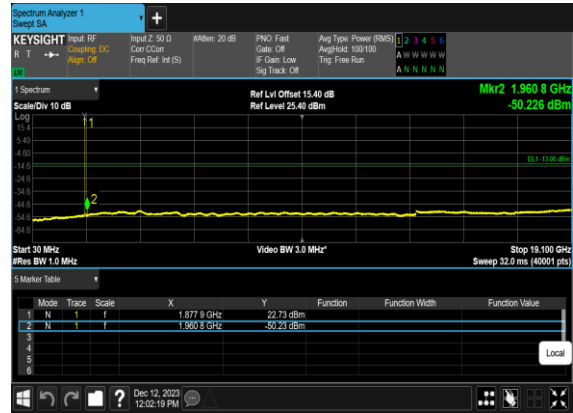 Spectrum Analyzer 1
Swept SA
+
KEYSIGHT Input: RF Input Z: 50 Ω #Atten: 20 dB PNO: Fast Avg Type: Power (RMS) 1 2 3 4 5 6
R T Coupling: DC Corr CCorr Gate: Off Avg|Hold: 100/100 A W W W W W
Align: Off Freq Ref: Int (S) IF Gain: Low Trig: Free Run
Sig Track: Off A N N N N N
LW
1 Spectrum Ref Lvl Offset 15.40 dB Mkr2 1.960 8 GHz
Scale/Div 10 dB Ref Level 25.40 dBm -50.226 dBm
Log
15.4
5.40
-4.60
-14.6
-24.6
-34.6
-44.6
-54.6
-64.6
1
DL1 -13.00 dBm
2
Start 30 MHz Video BW 3.0 MHz* Stop 19.100 GHz
#Res BW 1.0 MHz Sweep 32.0 ms (40001 pts)
5 Marker Table
Mode Trace Scale X Y Function Function Width Function Value
1 N 1 f 1.877 9 GHz 22.73 dBm
2 N 1 f 1.960 8 GHz -50.23 dBm
3
4
5
6
Local
? Dec 12, 2023
12:02:19 PM